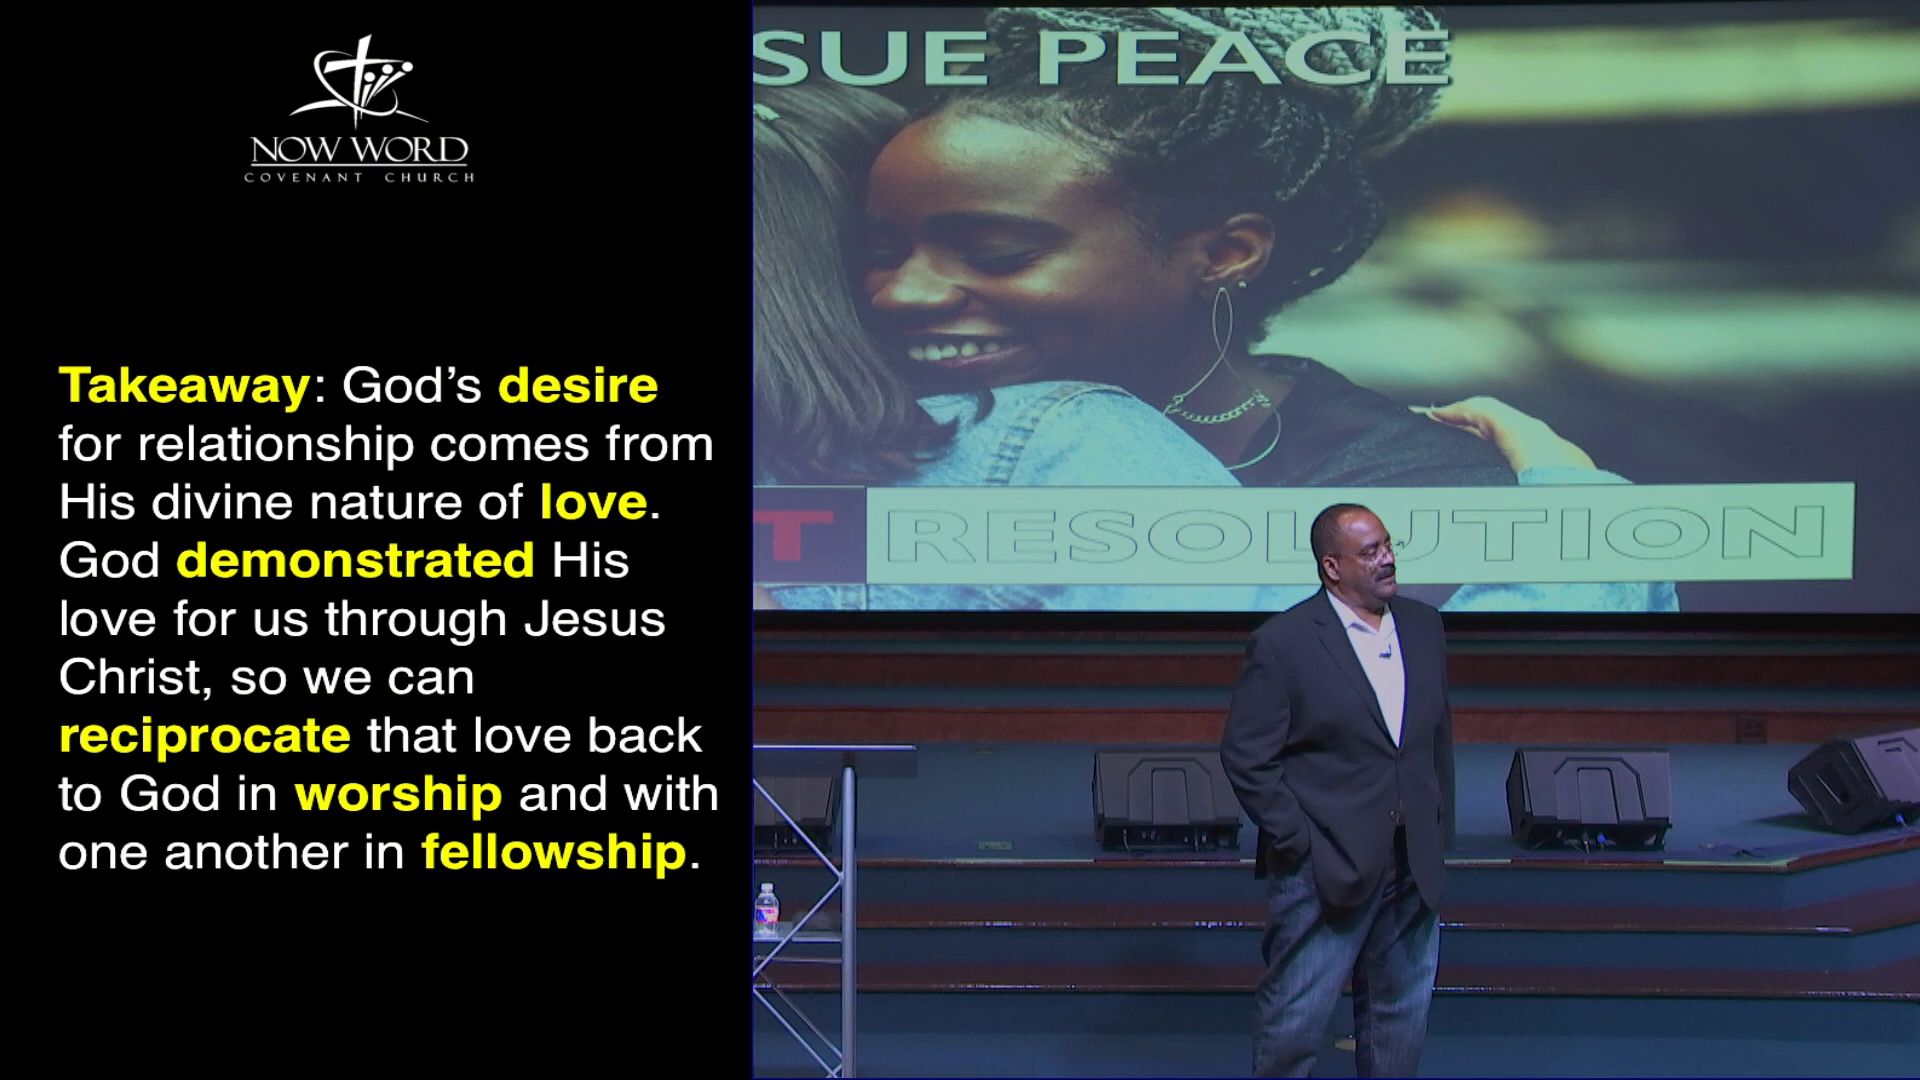 NOW WORD
COVENANT CHURCH
Takeaway: God’s desire
for relationship comes from
His divine nature of love.
God demonstrated His
love for us through Jesus
Christ, so we can
reciprocate that love back
to God in worship and with
one another in fellowship.
SUE PEACE
T RESOLUTION